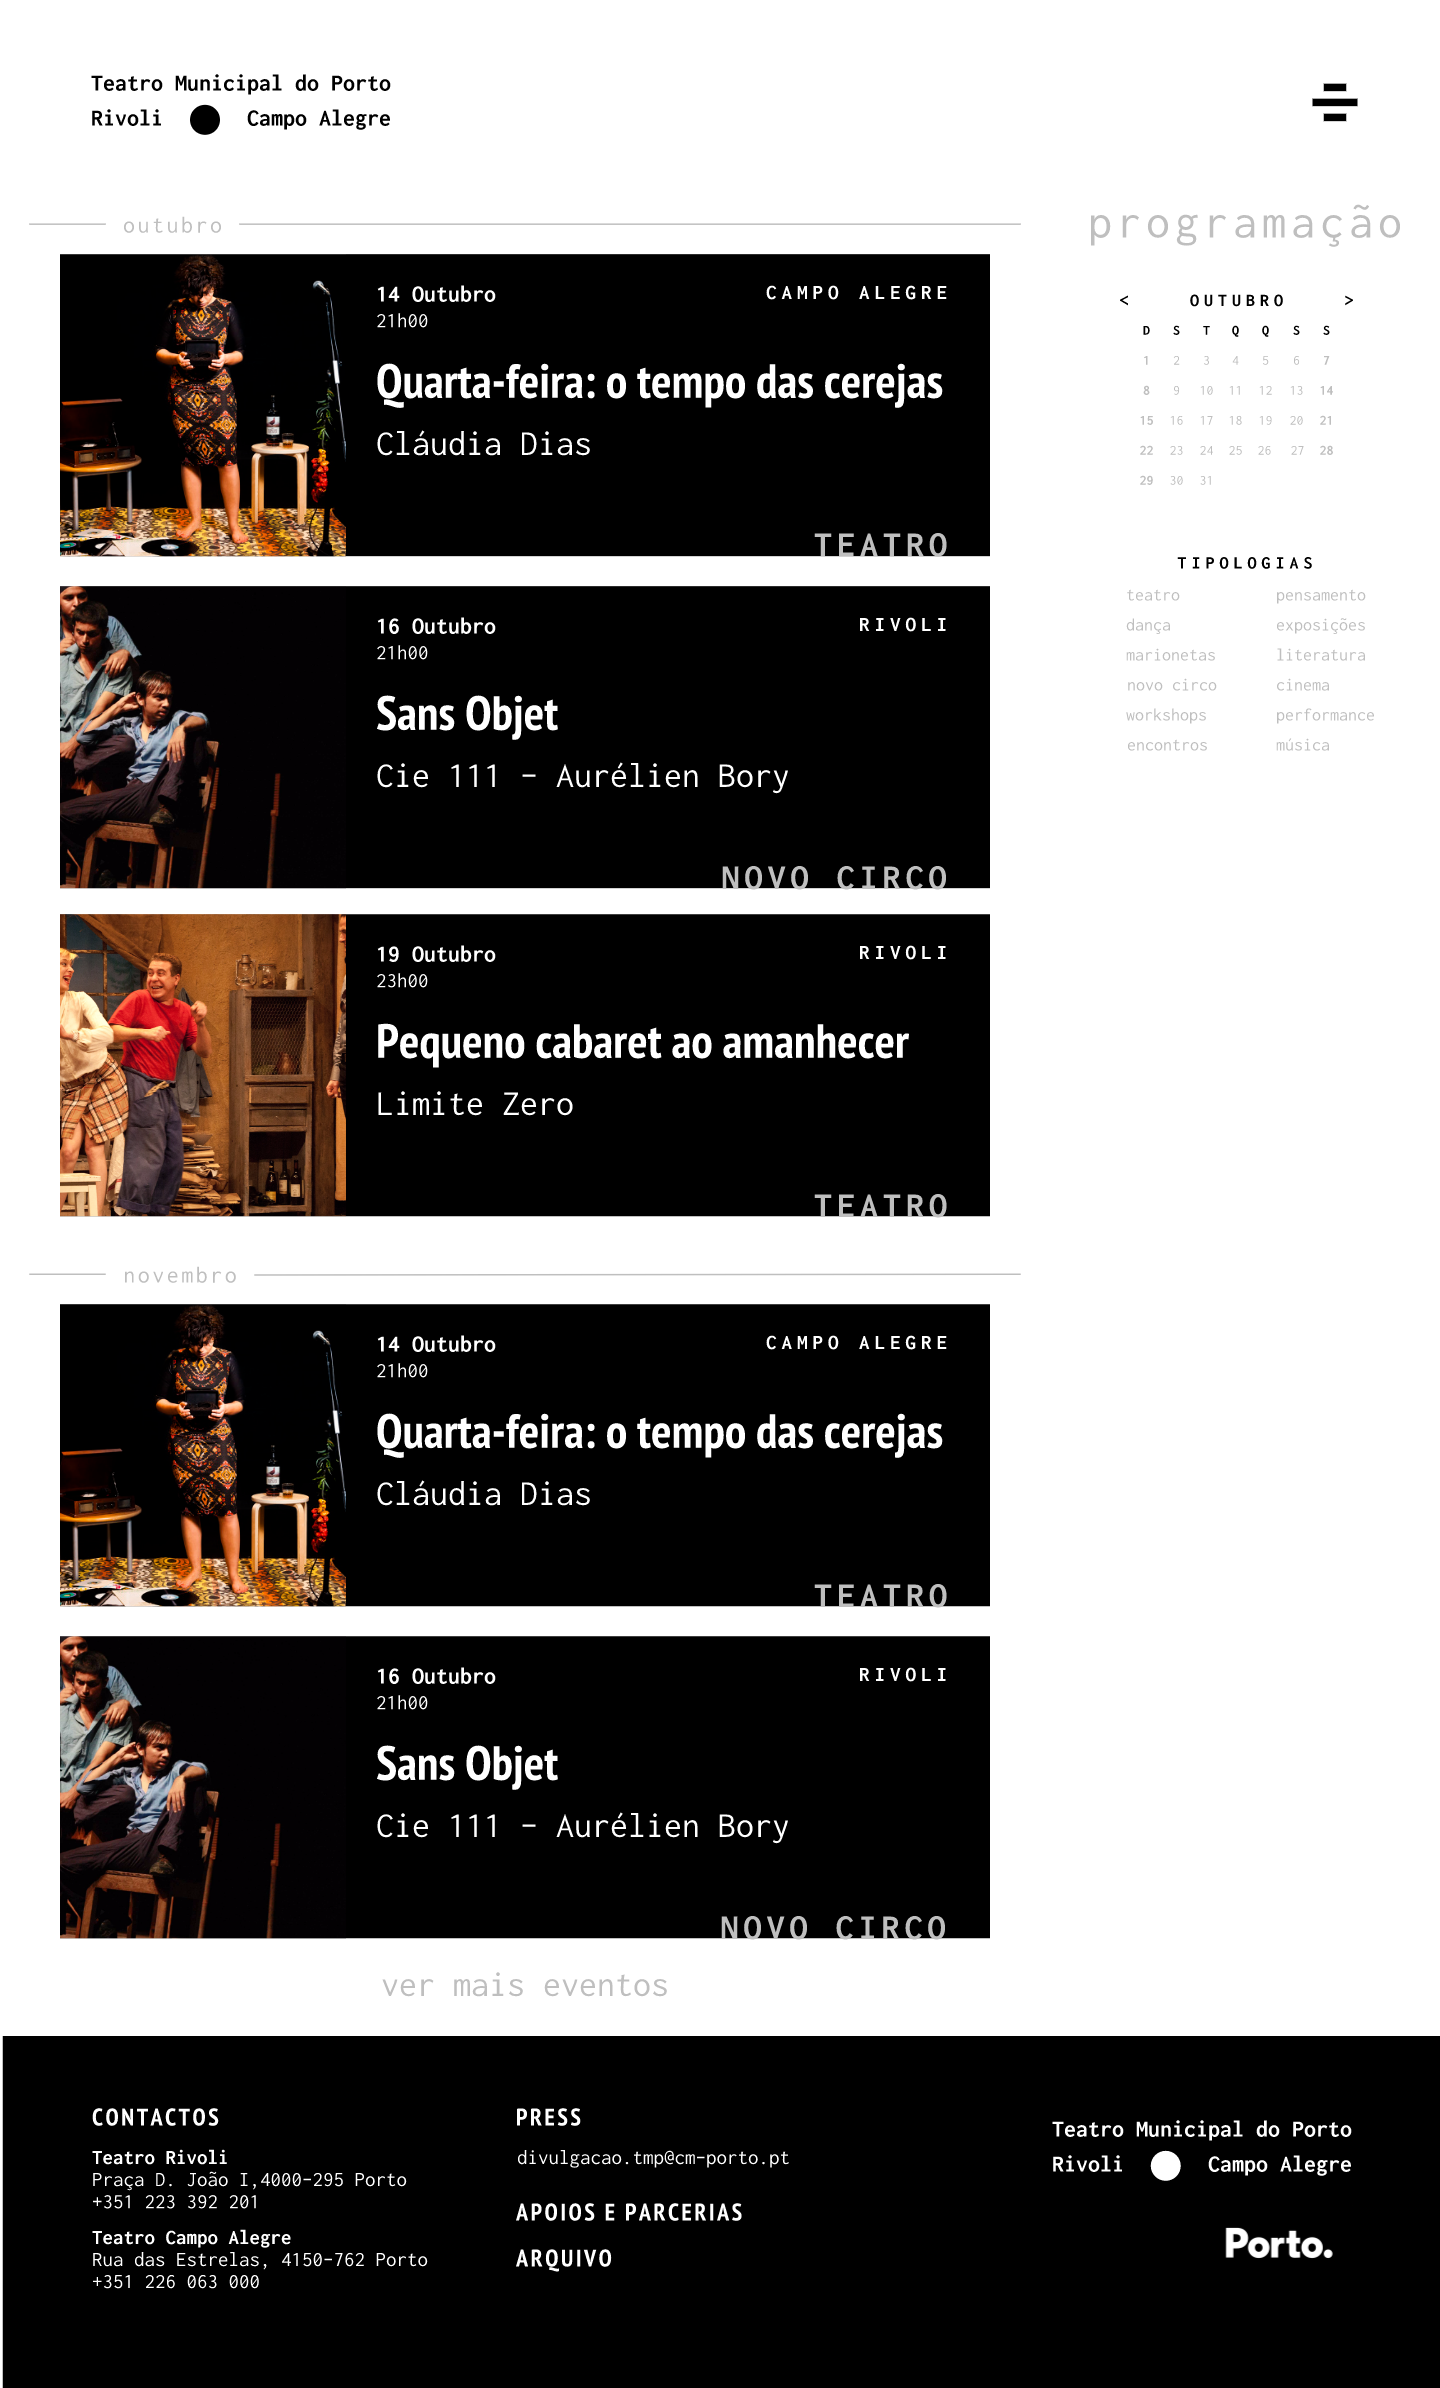 Teatro Municipal do Porto
Rivoli Campo Alegre
programação
outubro
14 Outubro
CAMPO ALEGRE
21h00
Quarta-feira: o tempo das cerejas
Cláudia Dias
TEATRO
16 Outubro
RIVOLI
21h00
Sans Objet
Cie 111 - Aurélien Bory
NOVO CIRCO
19 Outubro
RIVOLI
23h00
Pequeno cabaret ao amanhecer
Limite Zero
TEATRO
novembro
14 Outubro
CAMPO ALEGRE
21h00
Quarta-feira: o tempo das cerejas
Cláudia Dias
TEATRO
16 Outubro
RIVOLI
21h00
Sans Objet
Cie 111 - Aurélien Bory
NOVO CIRCO
ver mais eventos
< OUTUBRO >
D S T Q Q S S
1 2 3 4 5 6 7
8 9 10 11 12 13 14
15 16 17 18 19 20 21
22 23 24 25 26 27 28
29 30 31
TIPOLOGIAS
teatro pensamento
dança exposições
marionetas literatura
novo circo cinema
workshops performance
encontros música
CONTACTOS
Teatro Rivoli
Praça D. João I,4000-295 Porto
+351 223 392 201
Teatro Campo Alegre
Rua das Estrelas, 4150-762 Porto
+351 226 063 000
PRESS
divulgacao.tmp@cm-porto.pt
APOIOS E PARCERIAS
ARQUIVO
Teatro Municipal do Porto
Rivoli Campo Alegre
Porto.